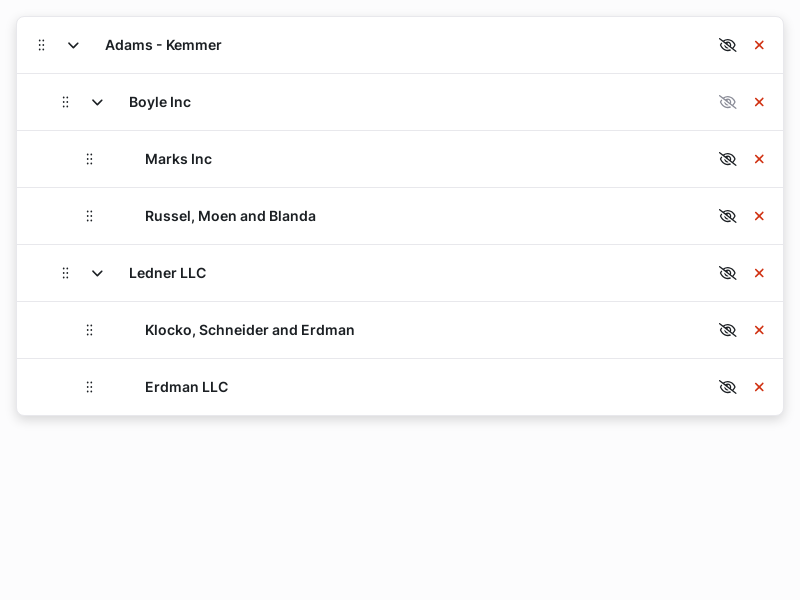 Adams - Kemmer
Boyle Inc
Marks Inc
Russel, Moen and Blanda
Ledner LLC
Klocko, Schneider and Erdman
Erdman LLC